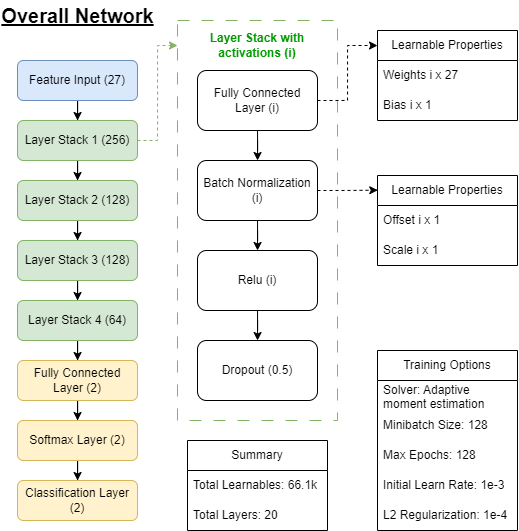 Overall Network
Feature Input (27)
Layer Stack 1 (256)
Layer Stack 2 (128)
Layer Stack 3 (128)
Layer Stack 4 (64)
Fully Connected
Layer (2)
Softmax Layer (2)
Classification Layer
(2)
Layer Stack with
activations (i)
Fully Connected
Layer (i)
Batch Normalization
(i)
Relu (i)
Dropout (0.5)
Learnable Properties
Weights i x 27
Bias i x 1
Learnable Properties
Offset i x 1
Scale i x 1
Summary
Total Learnables: 66.1k
Total Layers: 20
Training Options
Solver: Adaptive
moment estimation
Minibatch Size: 128
Max Epochs: 128
Initial Learn Rate: 1e-3
L2 Regularization: 1e-4